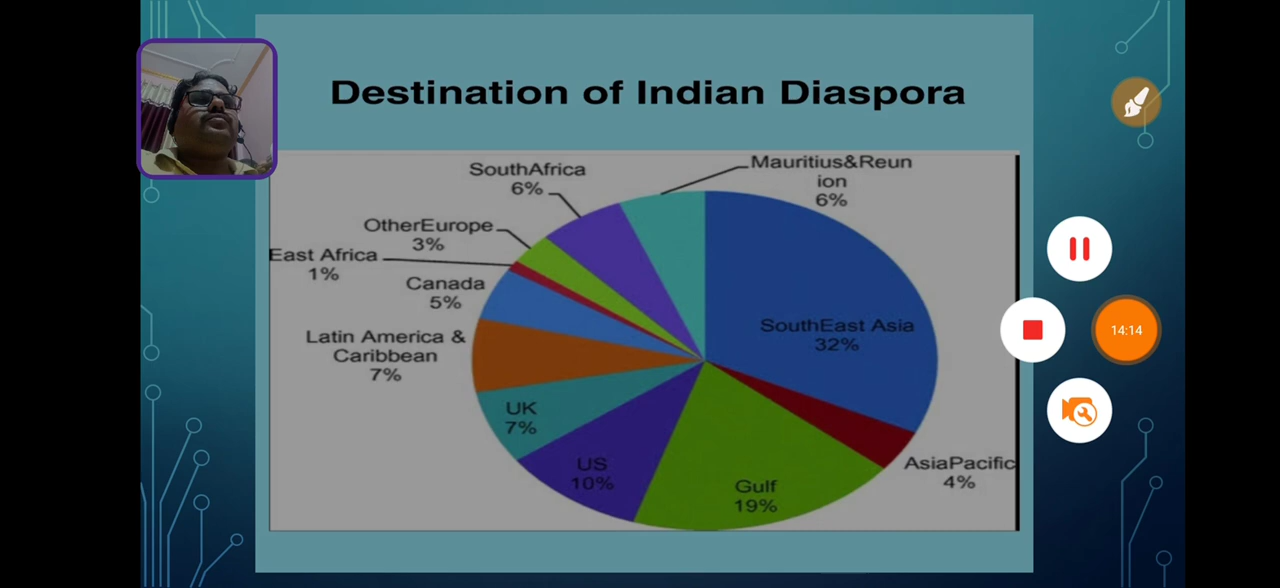 Destination of Indian Diaspora
Mauritius&Reun
ion
6%
SouthAfrica
6%
OtherEurope
3%
East Africa
1%
Canada
5%
SouthEast Asia
32%
Latin America &
Caribbean
7%
UK
7%
US
10%
Gulf
19%
AsiaPacific
4%
14:14